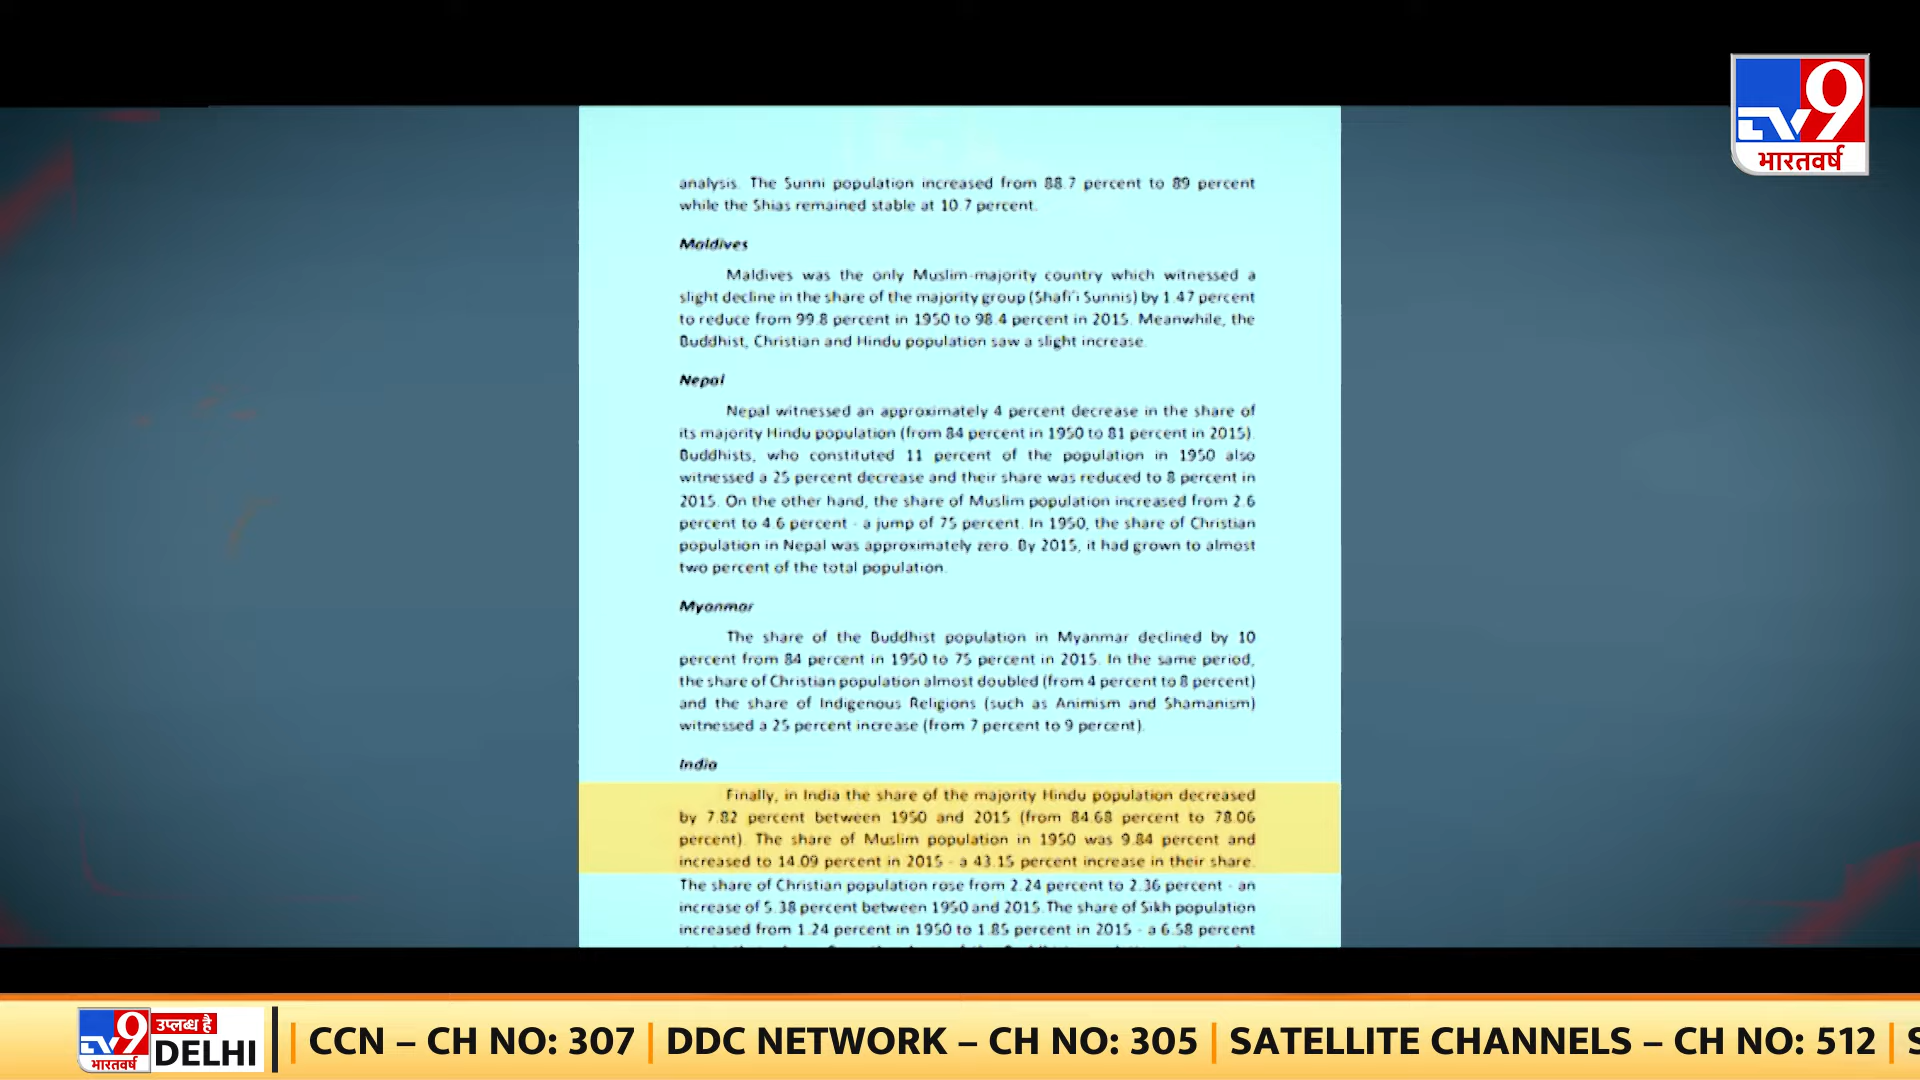 TV9
भारतवर्ष
analysis. The Sunni population increased from 88.7 percent to 89 percent
while the Shias remained stable at 10.7 percent.
Maldives
Maldives was the only Muslim-majority country which witnessed a
slight decline in the share of the majority group (Shafi'i Sunnis) by 1.47 percent
to reduce from 99.8 percent in 1950 to 98.4 percent in 2015. Meanwhile, the
Buddhist, Christian and Hindu population saw a slight increase.
Nepal
Nepal witnessed an approximately 4 percent decrease in the share of
its majority Hindu population (from 84 percent in 1950 to 81 percent in 2015).
Buddhists, who constituted 11 percent of the population in 1950 also
witnessed a 25 percent decrease and their share was reduced to 8 percent in
2015. On the other hand, the share of Muslim population increased from 2.6
percent to 4.6 percent - a jump of 75 percent. In 1950, the share of Christian
population in Nepal was approximately zero. By 2015, it had grown to almost
two percent of the total population.
Myanmar
The share of the Buddhist population in Myanmar declined by 10
percent from 84 percent in 1950 to 75 percent in 2015. In the same period,
the share of Christian population almost doubled (from 4 percent to 8 percent)
and the share of Indigenous Religions (such as Animism and Shamanism)
witnessed a 25 percent increase (from 7 percent to 9 percent).
India
Finally, in India the share of the majority Hindu population decreased
by 7.82 percent between 1950 and 2015 (from 84.68 percent to 78.06
percent). The share of Muslim population in 1950 was 9.84 percent and
increased to 14.09 percent in 2015 - a 43.15 percent increase in their share.
The share of Christian population rose from 2.24 percent to 2.36 percent - an
increase of 5.38 percent between 1950 and 2015.The share of Sikh population
increased from 1.24 percent in 1950 to 1.85 percent in 2015 - a 6.58 percent
TV9 भारतवर्ष उपलब्ध है DELHI | CCN – CH NO: 307 | DDC NETWORK – CH NO: 305 | SATELLITE CHANNELS – CH NO: 512 | S